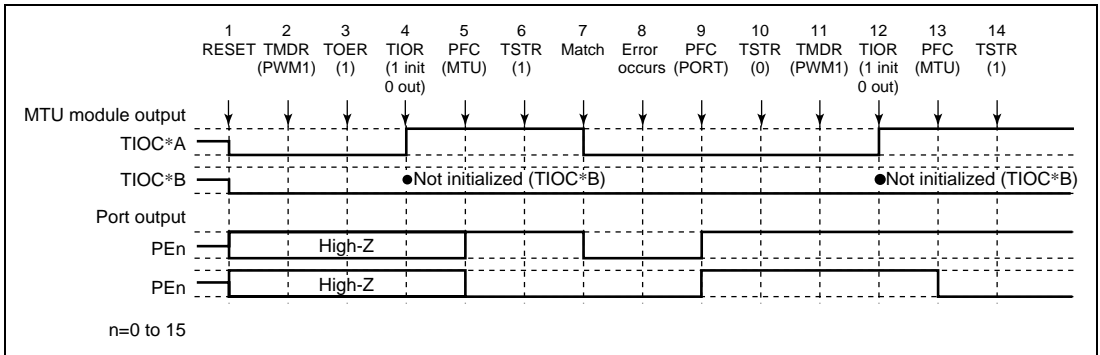 1 2 3 4 5 6 7 8 9 10 11 12 13 14
RESET TMDR TOER TIOR PFC TSTR Match Error PFC TSTR TMDR TIOR PFC TSTR
(PWM1) (1) (1 init (MTU) (1) occurs (PORT) (0) (PWM1) (1 init (MTU) (1)
0 out) 0 out)
MTU module output
TIOC*A
TIOC*B ●Not initialized (TIOC*B) ●Not initialized (TIOC*B)
Port output
PEn High-Z
PEn High-Z
n=0 to 15